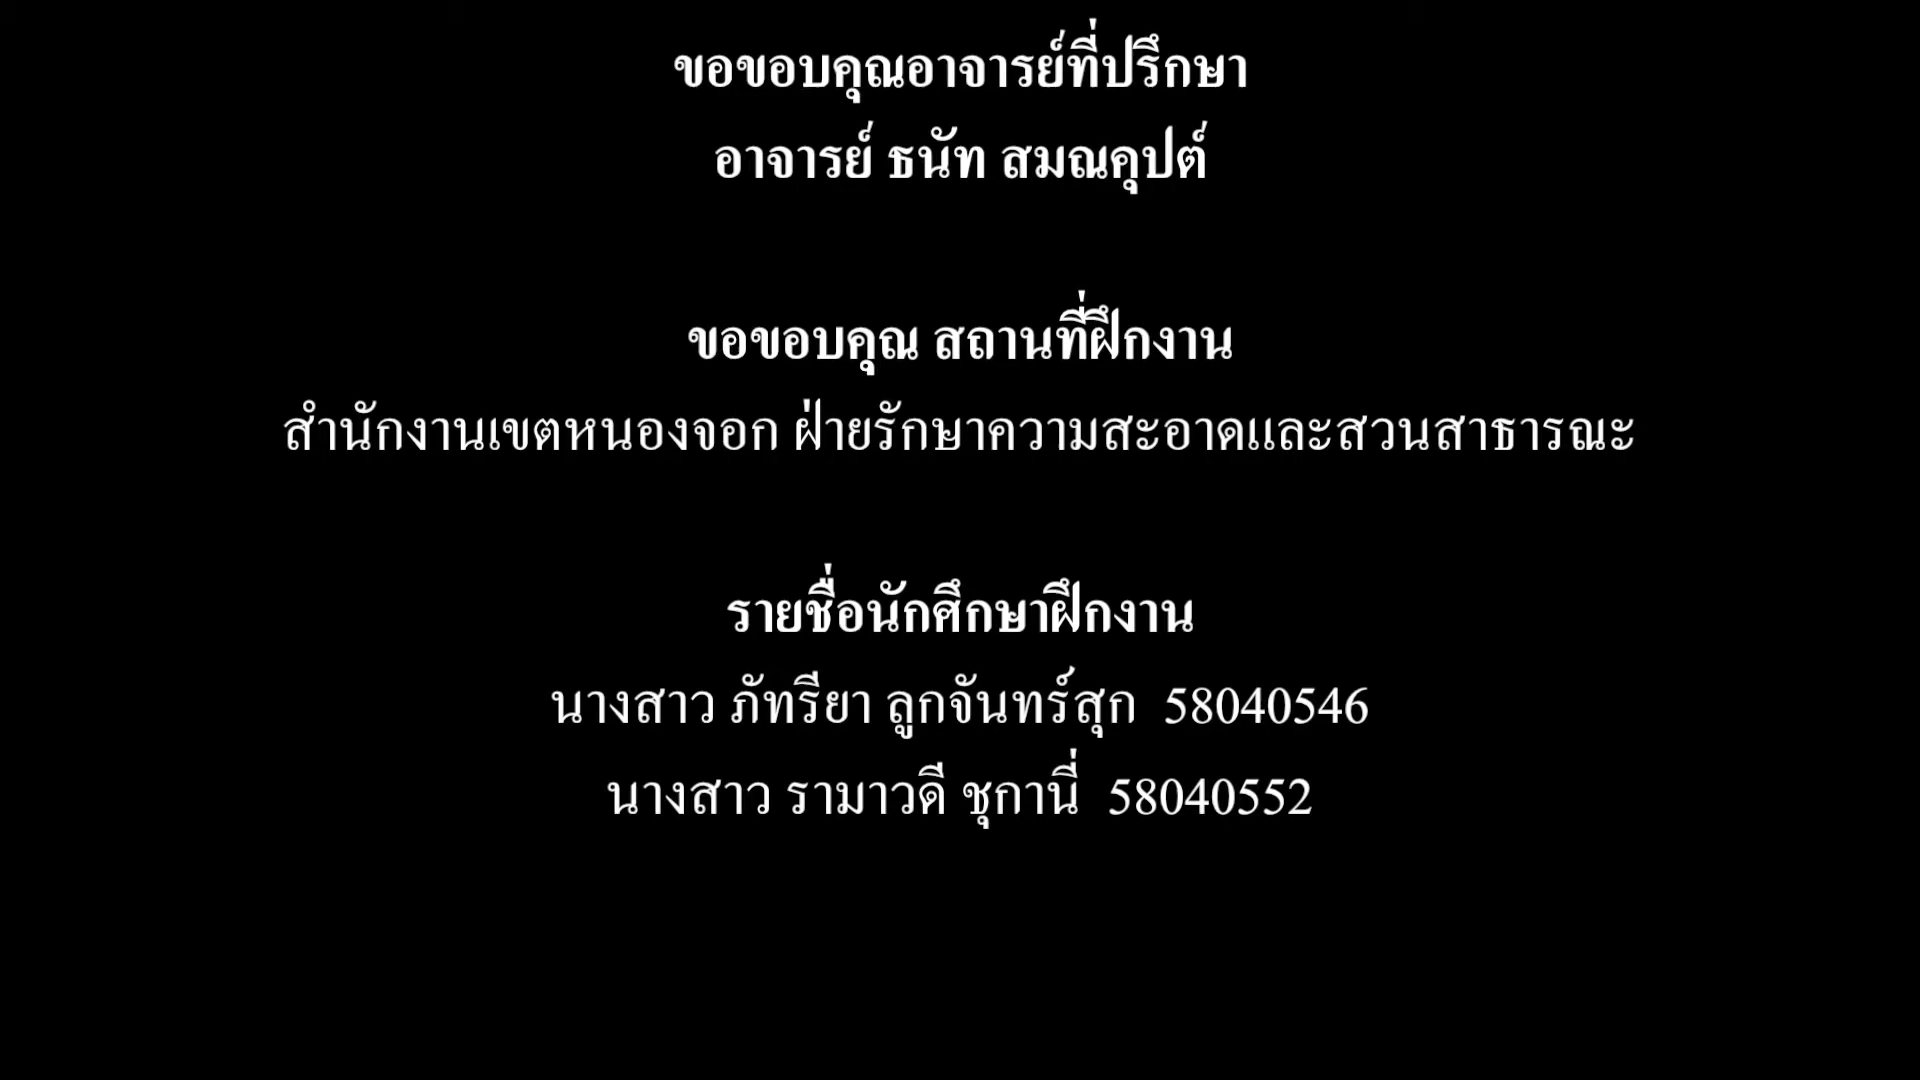 ขอขอบคุณอาจารย์ที่ปรึกษา
อาจารย์ ธนัท สมณคุปต์
ขอขอบคุณ สถานที่ฝึกงาน
สำนักงานเขตหนองจอก ฝ่ายรักษาความสะอาดและสวนสาธารณะ
รายชื่อนักศึกษาฝึกงาน
นางสาว ภัทรียา ลูกจันทร์สุก 58040546
นางสาว รามาวดี ชุกานี่ 58040552